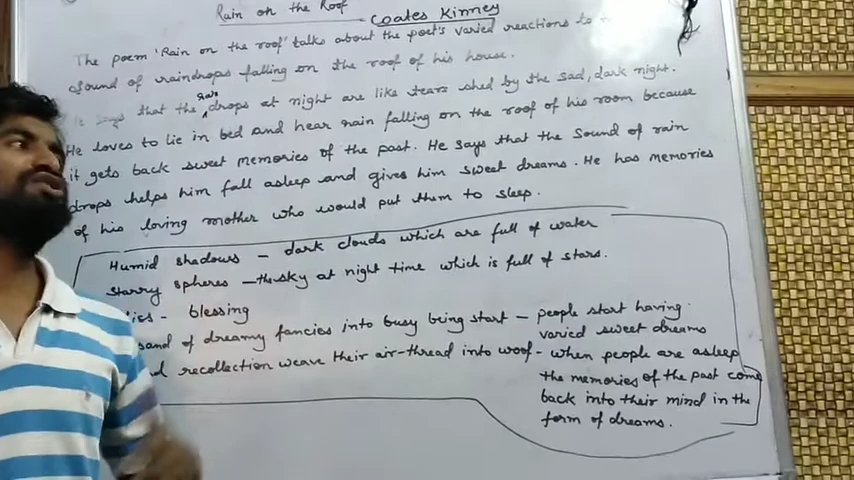 Rain on the Roof
Coates Kinney
The poem 'Rain on the roof' talks about the poet's varied reactions to
sound of raindrops falling on the roof of his house.
It says that the rain drops at night are like tears shed by the sad, dark night.
He loves to lie in bed and hear rain falling on the roof of his room because
it gets back sweet memories of the past. He says that the sound of rain
drops helps him fall asleep and gives him sweet dreams. He has memories
of his loving mother who would put them to sleep.
Humid shadows - dark clouds which are full of water
starry spheres - the sky at night time which is full of stars.
- blessing
of dreamy fancies into busy being start - people start having
varied sweet dreams
recollection weave their air-thread into woof - when people are asleep
the memories of the past come
back into their mind in the
form of dreams.